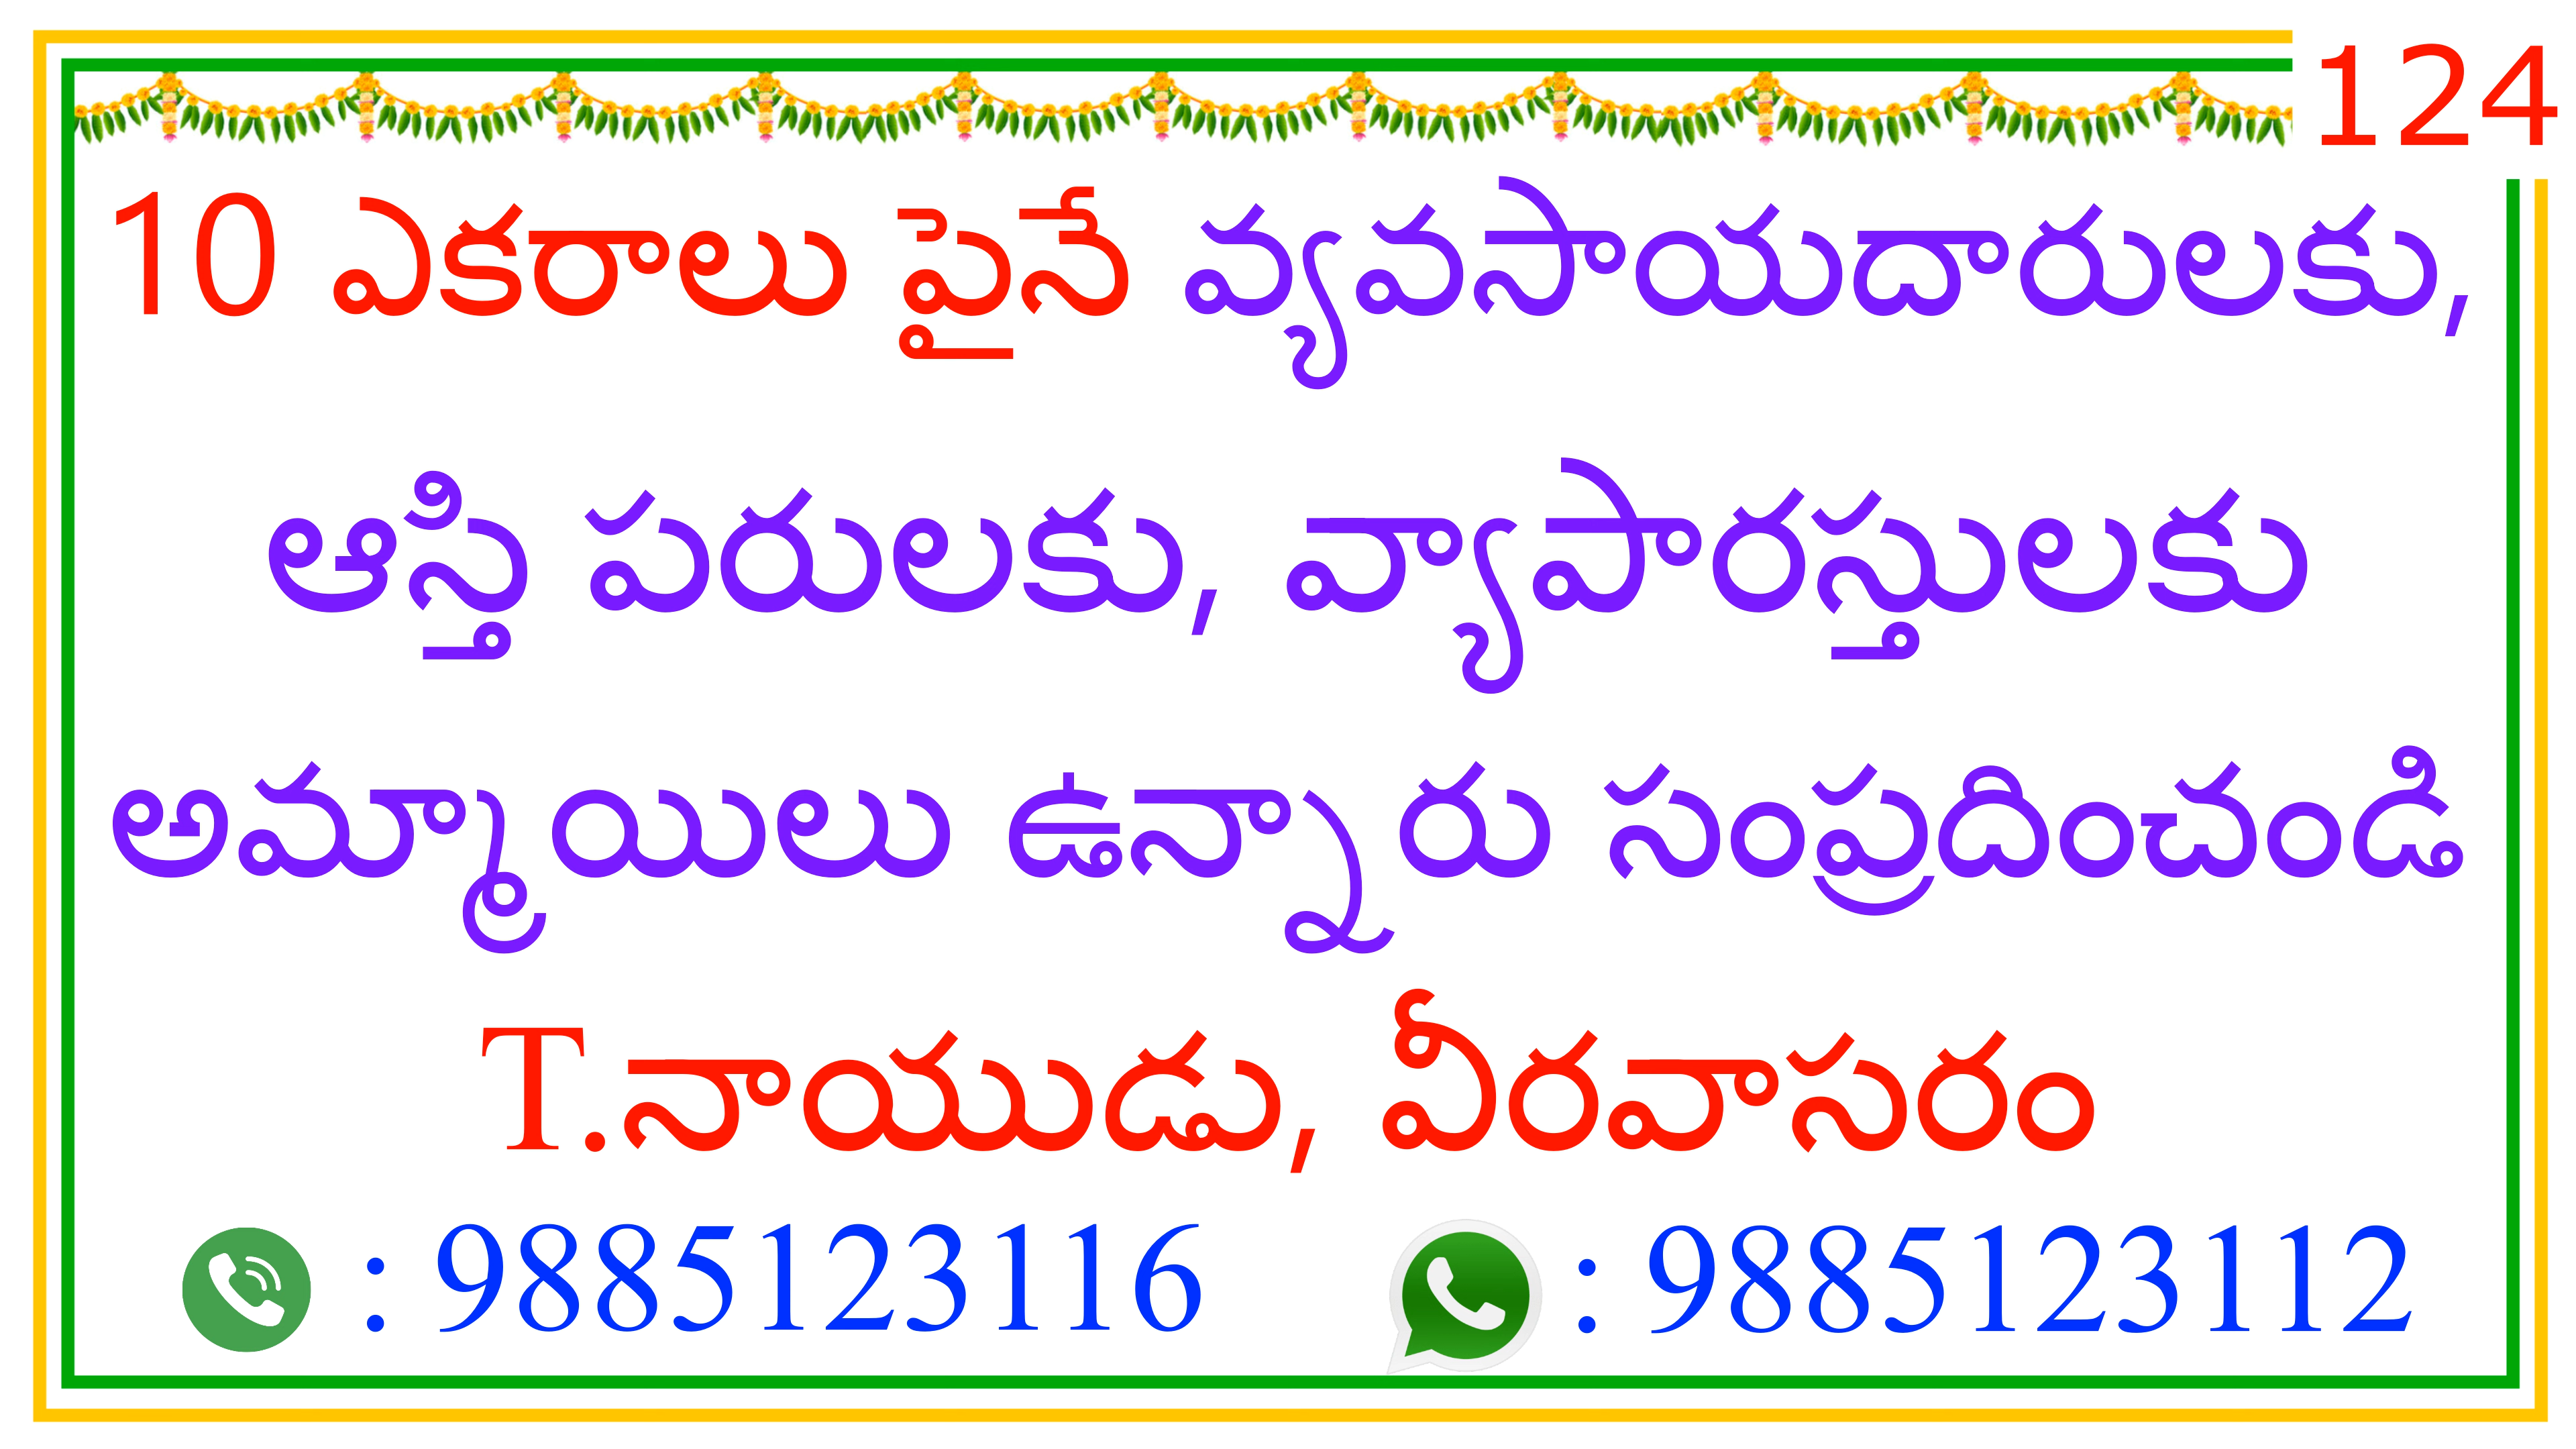 124
10 ఎకరాలు పైనే వ్యవసాయదారులకు,
ఆస్తి పరులకు, వ్యాపారస్తులకు
అమ్మాయిలు ఉన్నారు సంప్రదించండి
T.నాయుడు, వీరవాసరం
: 9885123116 : 9885123112